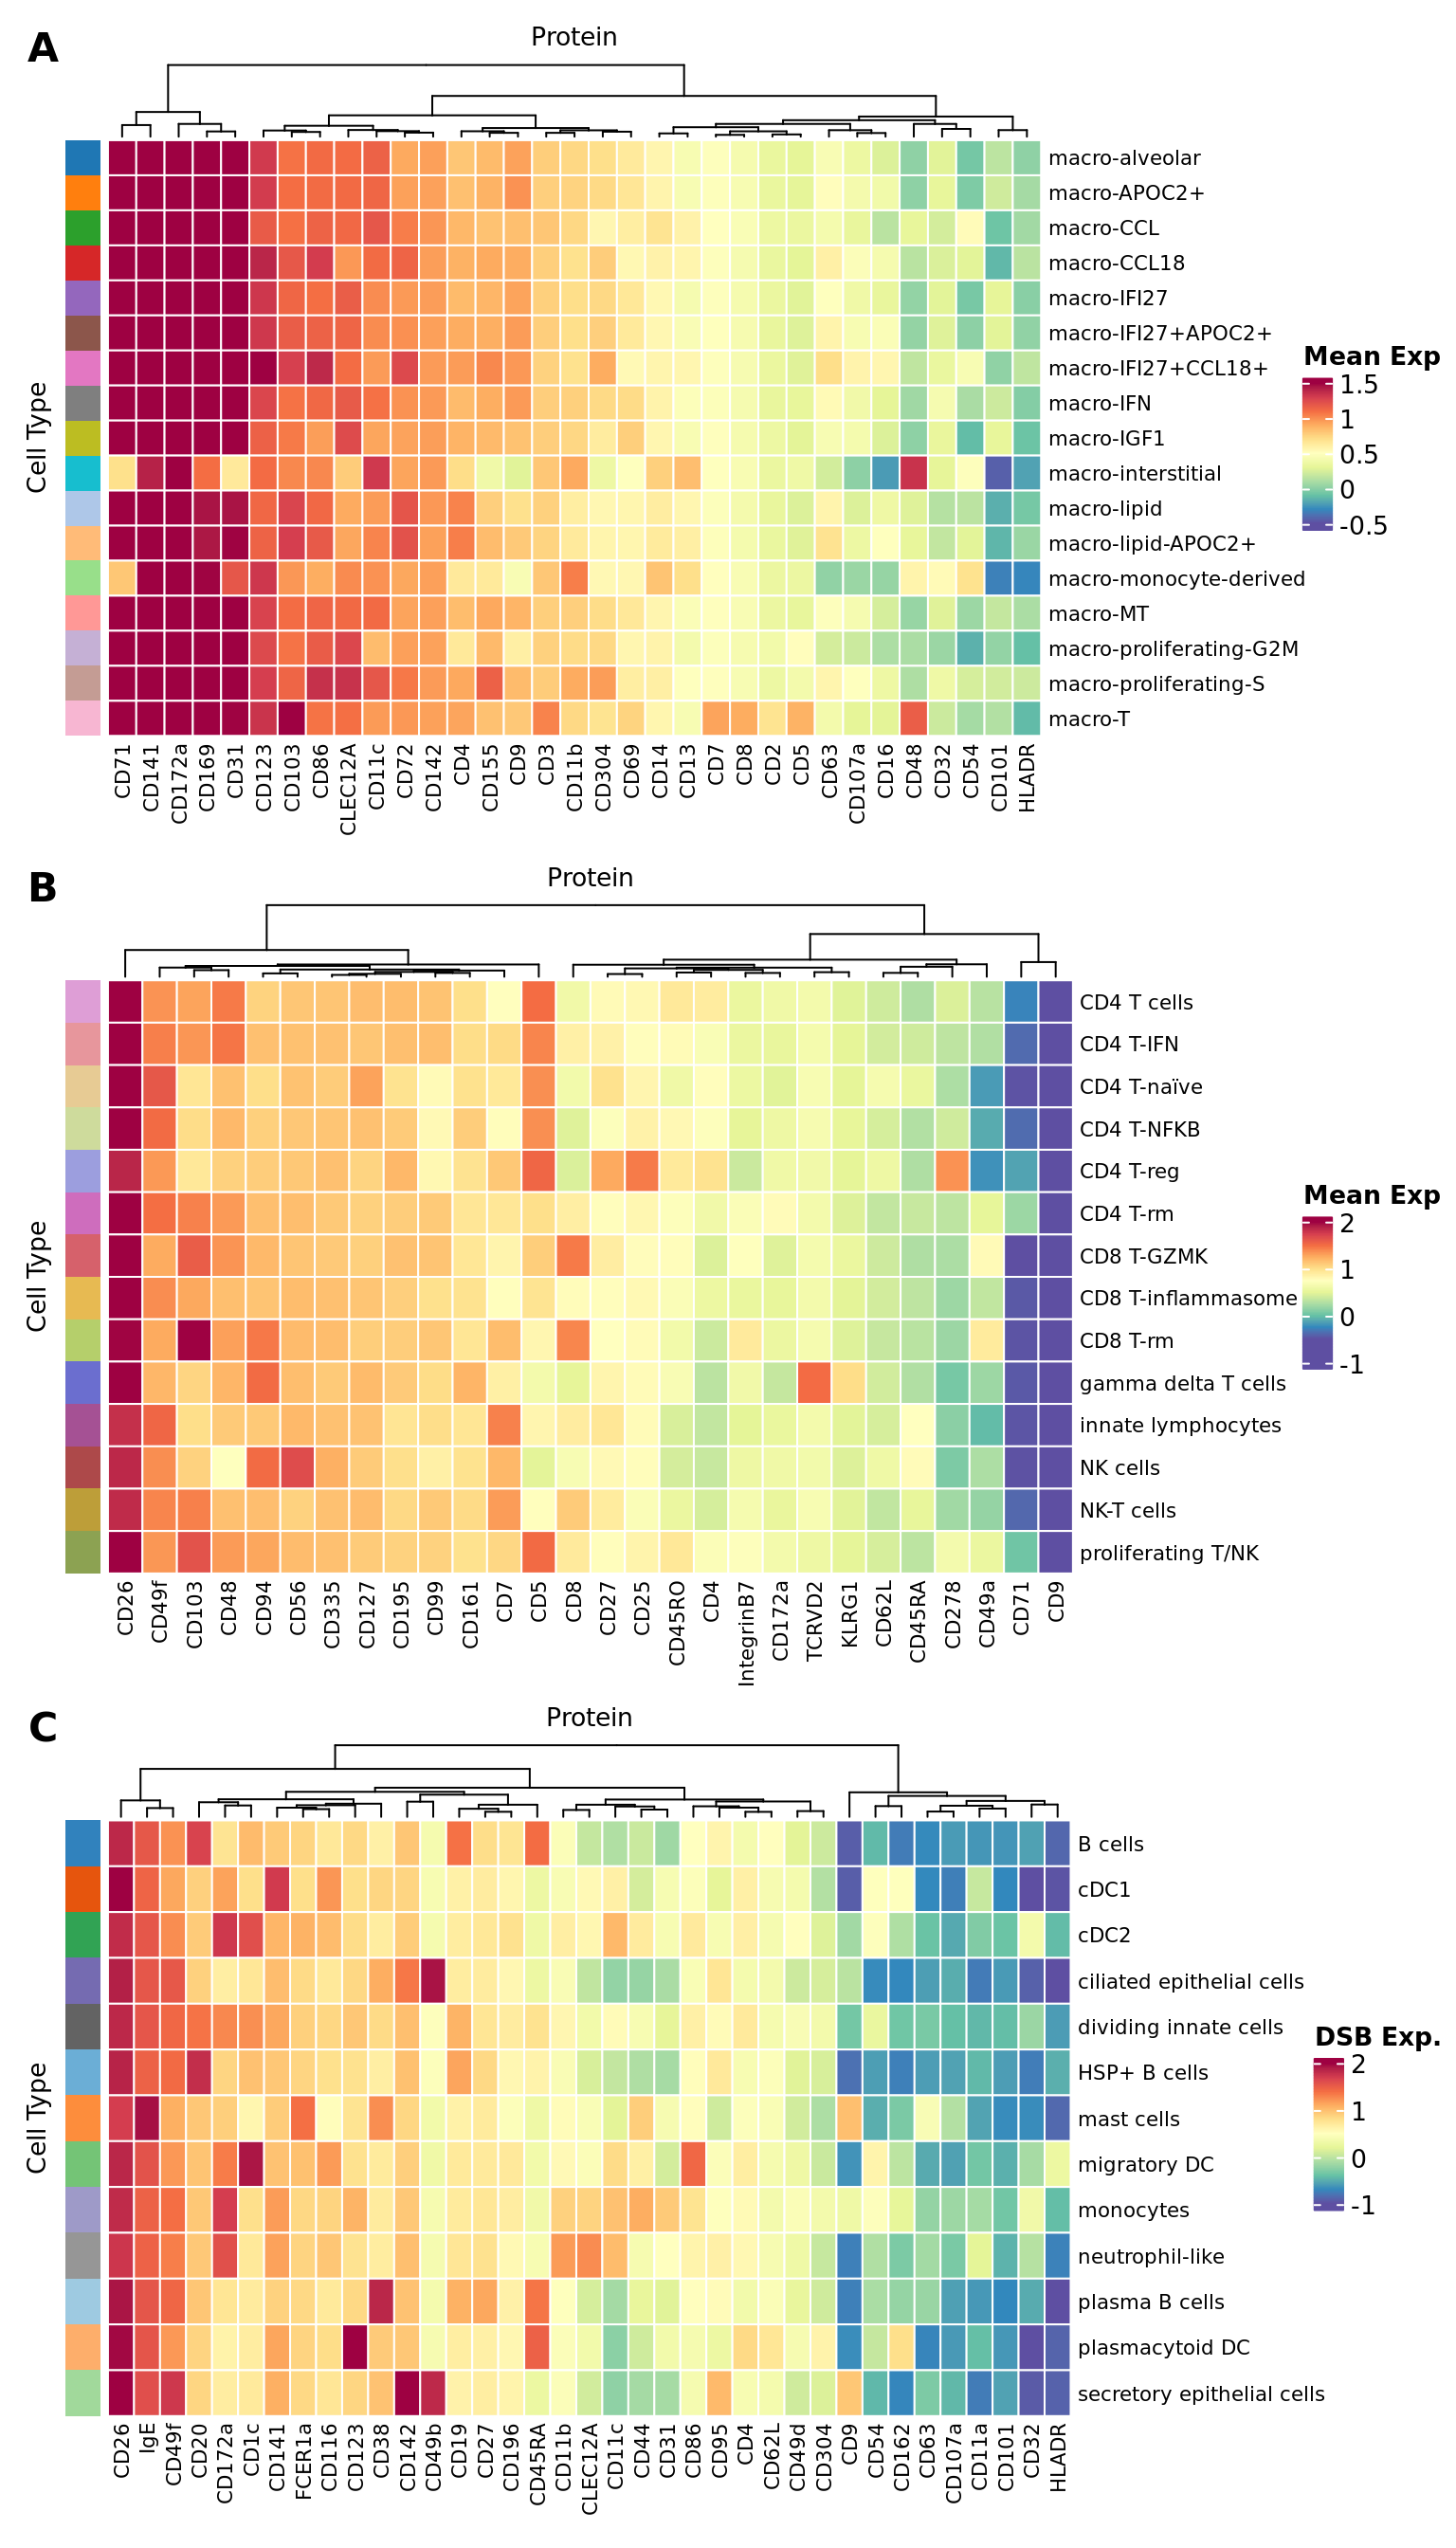 A
Protein
Cell Type
macro-alveolar
macro-APOC2+
macro-CCL
macro-CCL18
macro-IFI27
macro-IFI27+APOC2+
macro-IFI27+CCL18+
macro-IFN
macro-IGF1
macro-interstitial
macro-lipid
macro-lipid-APOC2+
macro-monocyte-derived
macro-MT
macro-proliferating-G2M
macro-proliferating-S
macro-T
Mean Exp
1.5
1
0.5
0
-0.5
CD71
CD141
CD172a
CD169
CD31
CD123
CD103
CD86
CLEC12A
CD11c
CD72
CD142
CD4
CD155
CD9
CD3
CD11b
CD304
CD69
CD14
CD13
CD7
CD8
CD2
CD5
CD63
CD107a
CD16
CD48
CD32
CD54
CD101
HLADR
B
Protein
Cell Type
CD4 T cells
CD4 T-IFN
CD4 T-naïve
CD4 T-NFKB
CD4 T-reg
CD4 T-rm
CD8 T-GZMK
CD8 T-inflammasome
CD8 T-rm
gamma delta T cells
innate lymphocytes
NK cells
NK-T cells
proliferating T/NK
Mean Exp
2
1
0
-1
CD26
CD49f
CD103
CD48
CD94
CD56
CD335
CD127
CD195
CD99
CD161
CD7
CD5
CD8
CD27
CD25
CD45RO
CD4
IntegrinB7
CD172a
TCRVD2
KLRG1
CD62L
CD45RA
CD278
CD49a
CD71
CD9
C
Protein
Cell Type
B cells
cDC1
cDC2
ciliated epithelial cells
dividing innate cells
HSP+ B cells
mast cells
migratory DC
monocytes
neutrophil-like
plasma B cells
plasmacytoid DC
secretory epithelial cells
DSB Exp.
2
1
0
-1
CD26
IgE
CD49f
CD20
CD172a
CD1c
CD141
FCER1a
CD116
CD123
CD38
CD142
CD49b
CD19
CD27
CD196
CD45RA
CD11b
CLEC12A
CD11c
CD44
CD31
CD86
CD95
CD4
CD62L
CD49d
CD304
CD9
CD54
CD162
CD63
CD107a
CD11a
CD101
CD32
HLADR